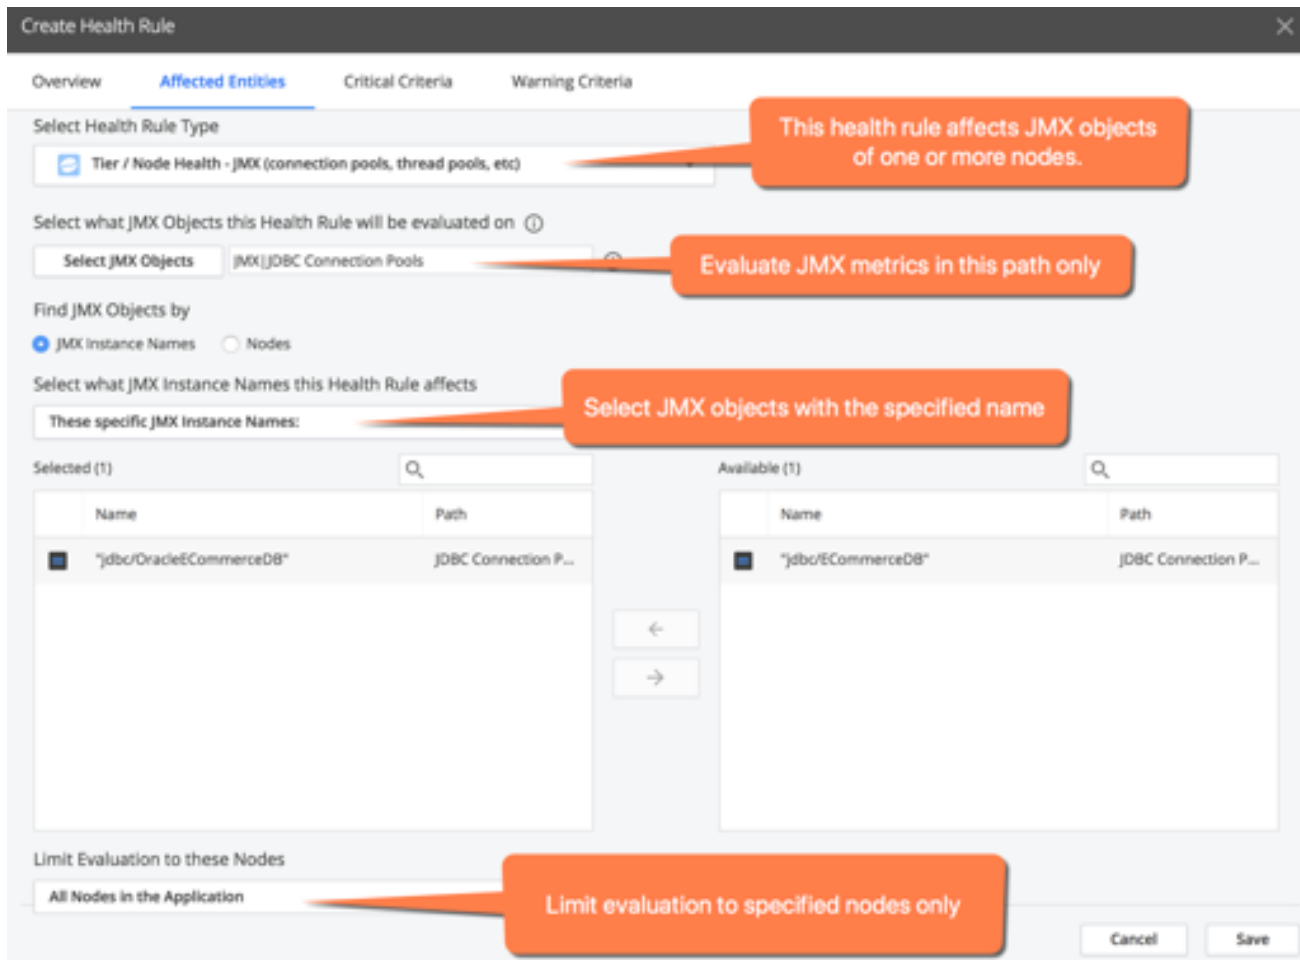 Create Health Rule
Overview
Affected Entities
Critical Criteria
Warning Criteria
Select Health Rule Type
Tier / Node Health - JMX (connection pools, thread pools, etc)
This health rule affects JMX objects
of one or more nodes.
Select what JMX Objects this Health Rule will be evaluated on
Select JMX Objects
JMX|JDBC Connection Pools
Evaluate JMX metrics in this path only
Find JMX Objects by
JMX Instance Names
Nodes
Select what JMX Instance Names this Health Rule affects
These specific JMX Instance Names:
Select JMX objects with the specified name
Selected (1)
Available (1)
Name
Path
Name
Path
"jdbc/OracleECommerceDB"
JDBC Connection P...
"jdbc/ECommerceDB"
JDBC Connection P...
Limit Evaluation to these Nodes
All Nodes in the Application
Limit evaluation to specified nodes only
Cancel
Save